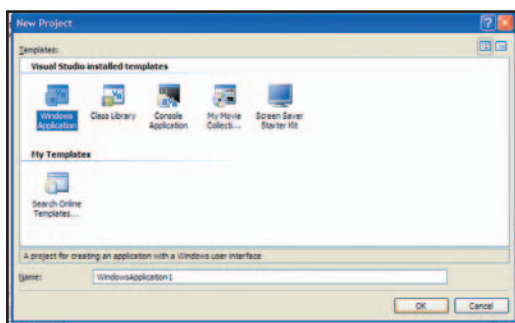 New Project
Templates:
Visual Studio installed templates
Windows Application
Class Library
Console Application
My Movie Collecti...
Screen Saver Starter Kit
My Templates
Search Online Templates...
A project for creating an application with a Windows user interface
Name:
WindowsApplication1
OK
Cancel